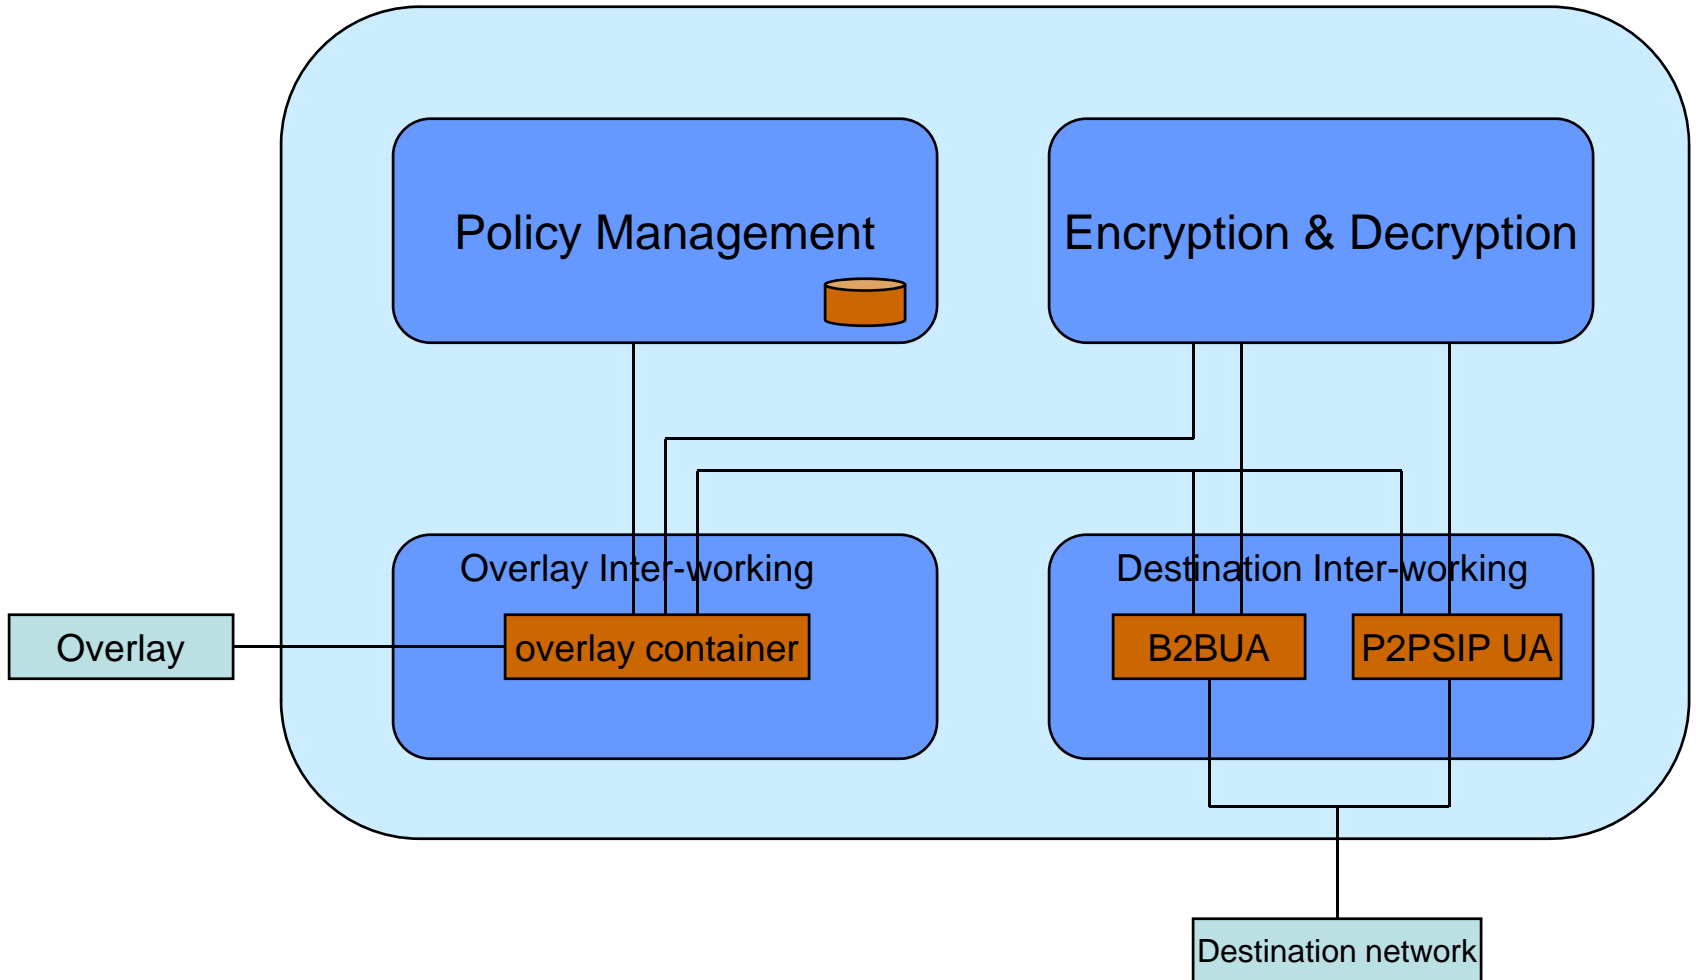 Policy Management
Encryption & Decryption
Overlay Inter-working
Destination Inter-working
Overlay
overlay container
B2BUA
P2PSIP UA
Destination network